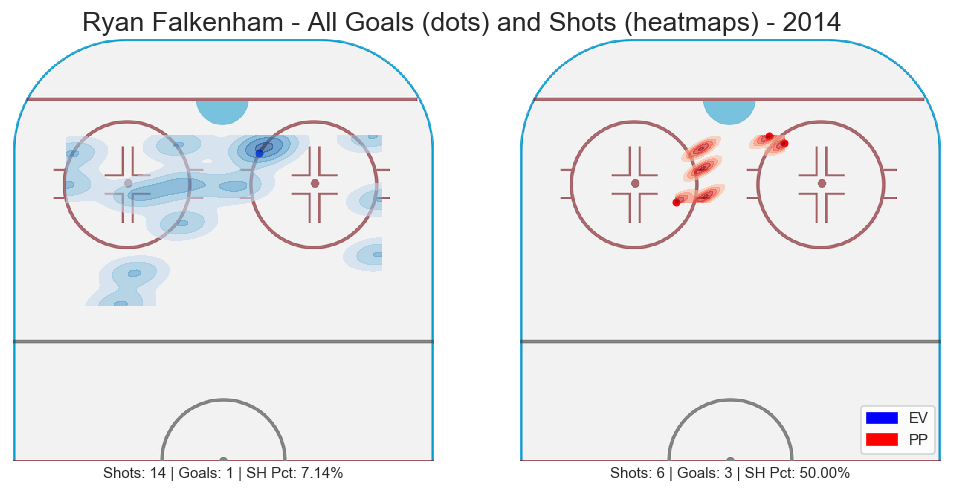 Ryan Falkenham - All Goals (dots) and Shots (heatmaps) - 2014
EV
PP
Shots: 14 | Goals: 1 | SH Pct: 7.14%
Shots: 6 | Goals: 3 | SH Pct: 50.00%